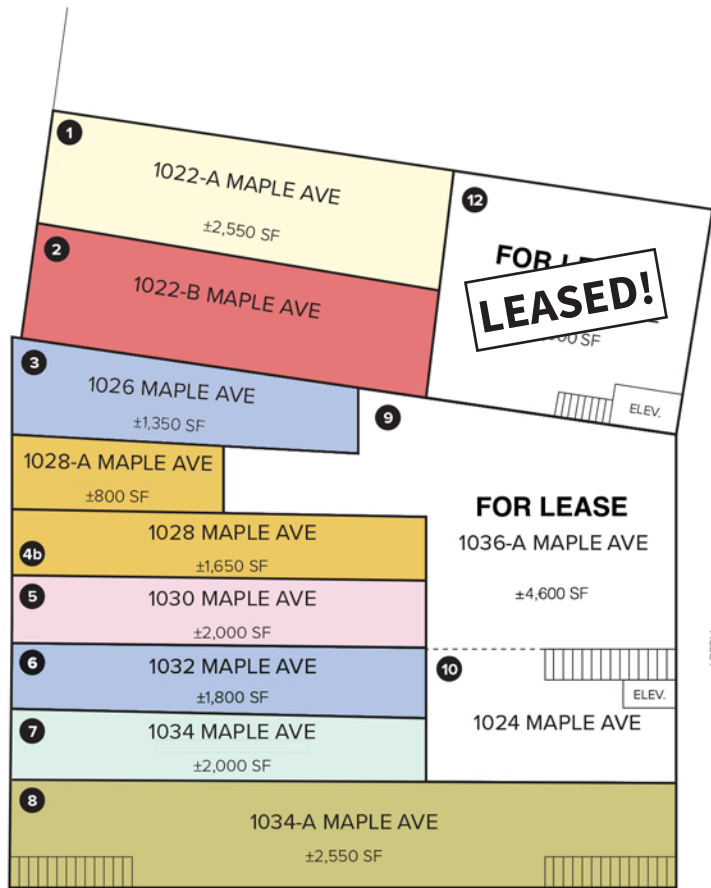 1
1022-A MAPLE AVE
±2,550 SF
12
FOR
LEASED!
SF
ELEV.
2
1022-B MAPLE AVE
3
1026 MAPLE AVE
±1,350 SF
9
1028-A MAPLE AVE
±800 SF
FOR LEASE
1036-A MAPLE AVE
±4,600 SF
1028 MAPLE AVE
4b
±1,650 SF
5
1030 MAPLE AVE
±2,000 SF
6
1032 MAPLE AVE
±1,800 SF
10
ELEV.
1024 MAPLE AVE
7
1034 MAPLE AVE
±2,000 SF
8
1034-A MAPLE AVE
±2,550 SF